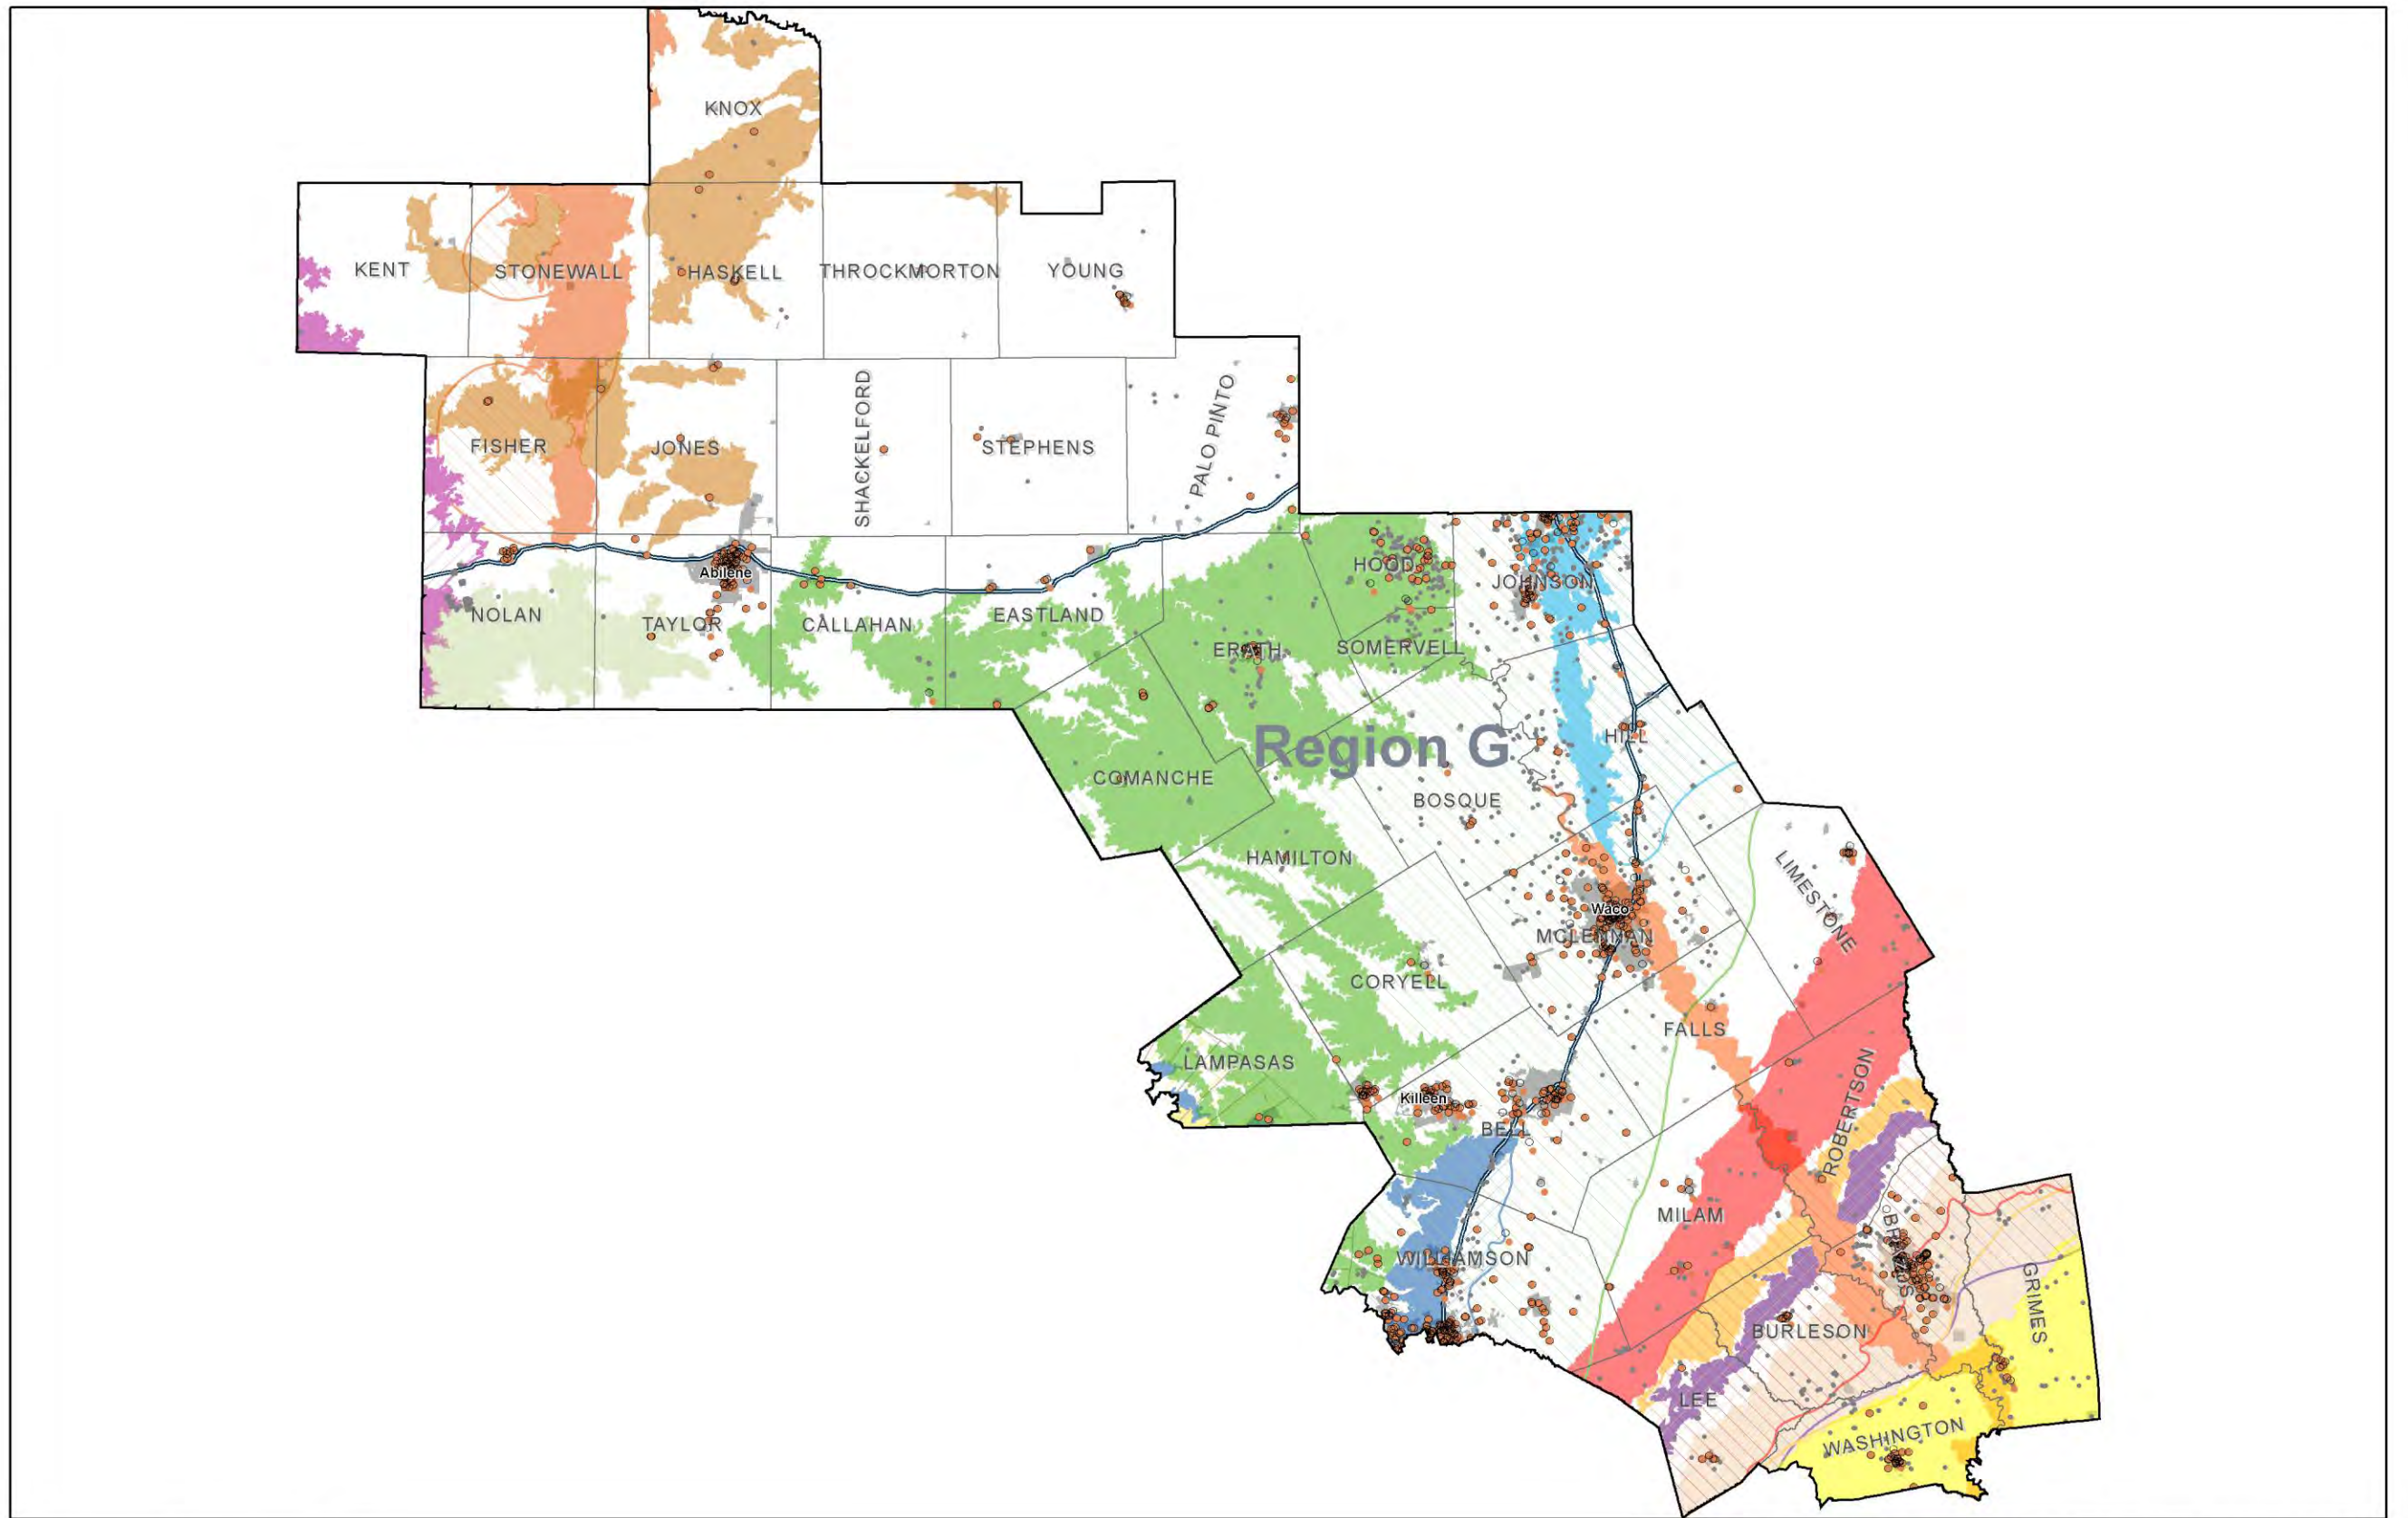 KNOX
KENT
STONEWALL
HASKELL
THROCKMORTON
YOUNG
FISHER
JONES
SHACKELFORD
STEPHENS
PALO PINTO
Abilene
NOLAN
TAYLOR
CALLAHAN
EASTLAND
HOOD
JOHNSON
ERATH
SOMERVELL
Region G
HILL
COMANCHE
BOSQUE
HAMILTON
LIMESTONE
Waco
MCLENNAN
CORYELL
FALLS
LAMPASAS
Killeen
BELL
ROBERTSON
MILAM
BRAZOS
WILLIAMSON
GRIMES
BURLESON
LEE
WASHINGTON